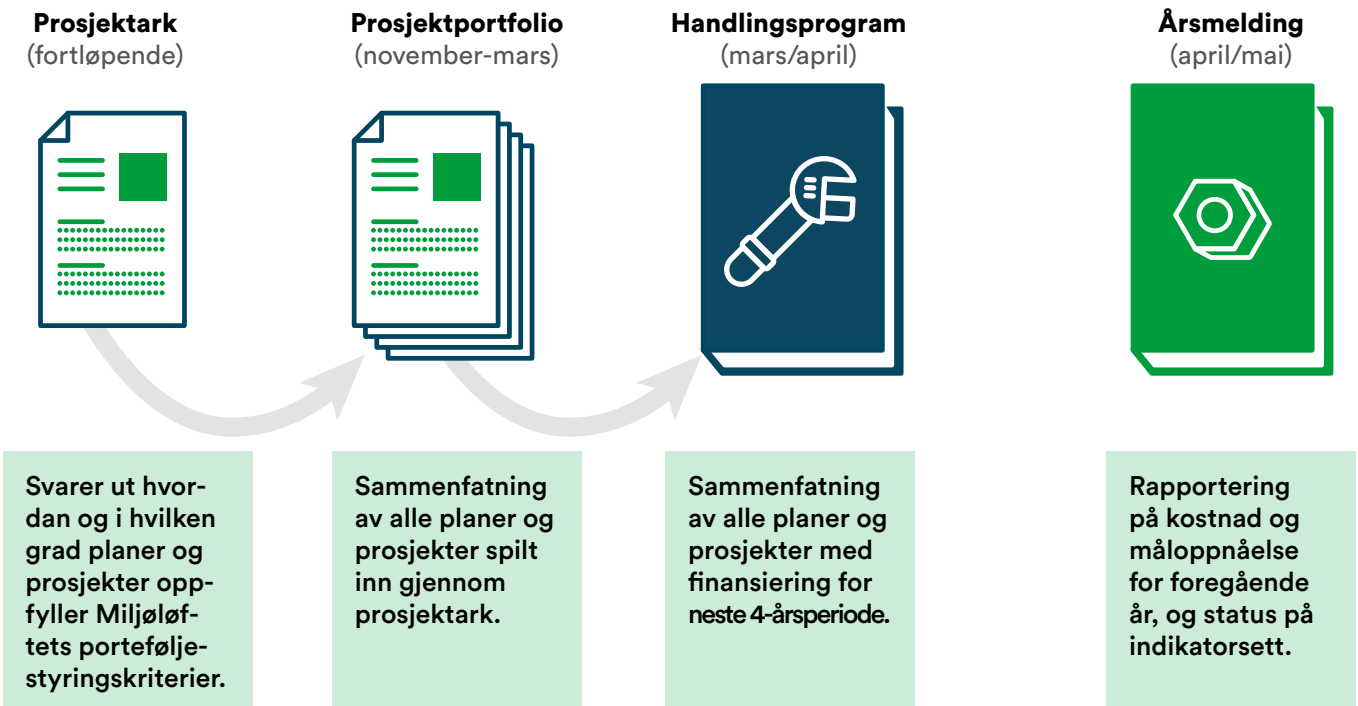 Prosjektark
(fortløpende)
Svarer ut hvor-
dan og i hvilken
grad planer og
prosjekter opp-
fyller Miljøløf-
tets portefølje-
styringskriterier.
Prosjektportfolio
(november-mars)
Sammenfatning
av alle planer og
prosjekter spilt
inn gjennom
prosjektark.
Handlingsprogram
(mars/april)
Sammenfatning
av alle planer og
prosjekter med
finansiering for
neste 4-årsperiode.
Årsmelding
(april/mai)
Rapportering
på kostnad og
måloppnåelse
for foregående
år, og status på
indikatorsett.